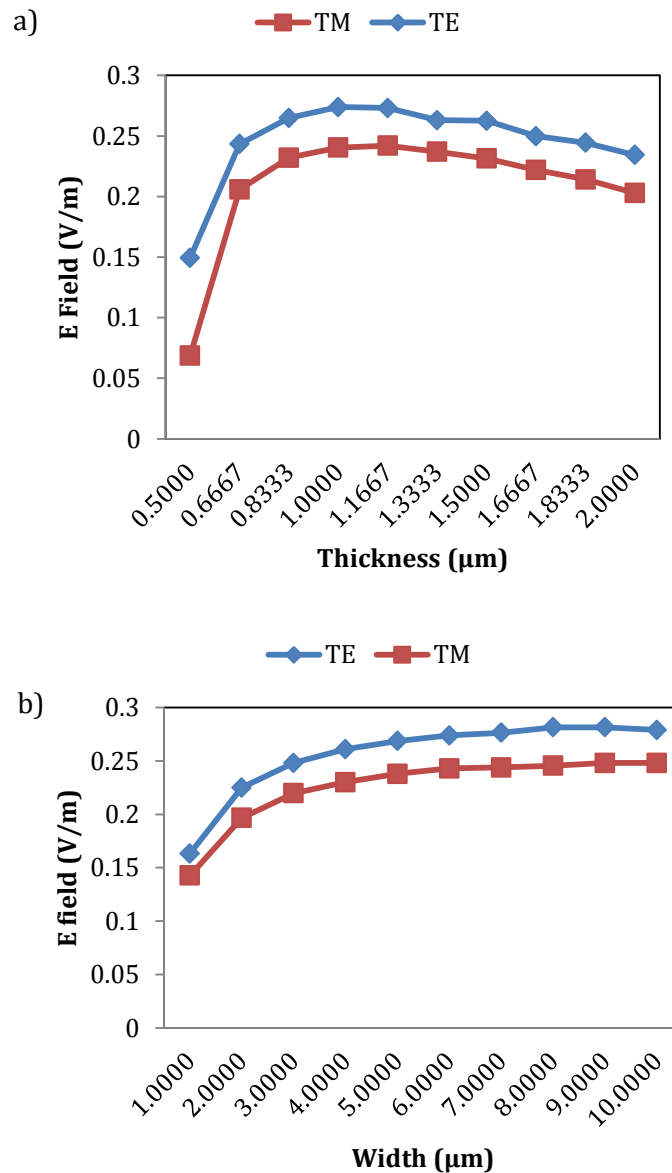 a)
TM TE
0.3
0.25
0.2
0.15
0.1
0.05
0
E Field (V/m)
0.5000 0.6667 0.8333 1.0000 1.1667 1.3333 1.5000 1.6667 1.8333 2.0000
Thickness (µm)
TE TM
b)
0.3
0.25
0.2
0.15
0.1
0.05
0
E field (V/m)
1.0000 2.0000 3.0000 4.0000 5.0000 6.0000 7.0000 8.0000 9.0000 10.0000
Width (µm)